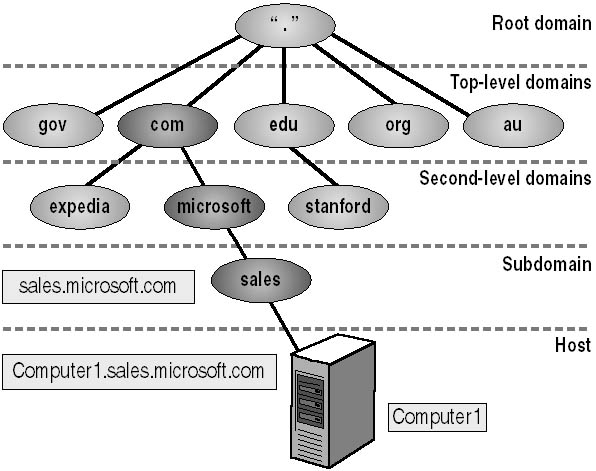 “ . ”
Root domain
Top-level domains
gov
com
edu
org
au
Second-level domains
expedia
microsoft
stanford
Subdomain
sales
sales.microsoft.com
Host
Computer1.sales.microsoft.com
Computer1